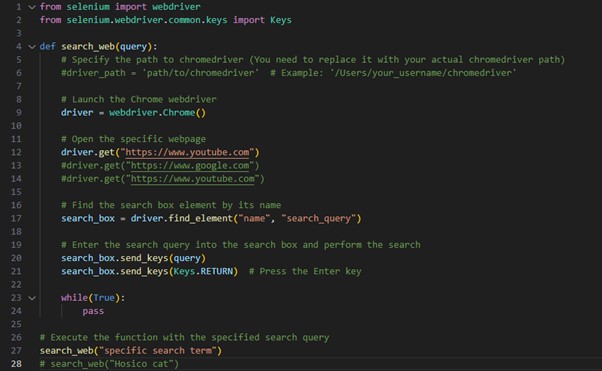 1 from selenium import webdriver
2 from selenium.webdriver.common.keys import Keys
3
4 def search_web(query):
5     # Specify the path to chromedriver (You need to replace it with your actual chromedriver path)
6     #driver_path = 'path/to/chromedriver'  # Example: '/Users/your_username/chromedriver'
7
8     # Launch the Chrome webdriver
9     driver = webdriver.Chrome()
10
11     # Open the specific webpage
12     driver.get("https://www.youtube.com")
13     #driver.get("https://www.google.com")
14     #driver.get("https://www.youtube.com")
15
16     # Find the search box element by its name
17     search_box = driver.find_element("name", "search_query")
18
19     # Enter the search query into the search box and perform the search
20     search_box.send_keys(query)
21     search_box.send_keys(Keys.RETURN)  # Press the Enter key
22
23     while(True):
24         pass
25
26 # Execute the function with the specified search query
27 search_web("specific search term")
28 # search_web("Hosico cat")